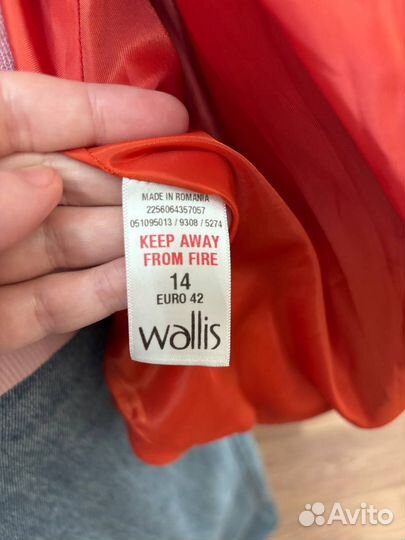 MADE IN ROMANIA
2256064357057
051095013 / 9308 / 5274
KEEP AWAY
FROM FIRE
14
EURO 42
wallis
Avito